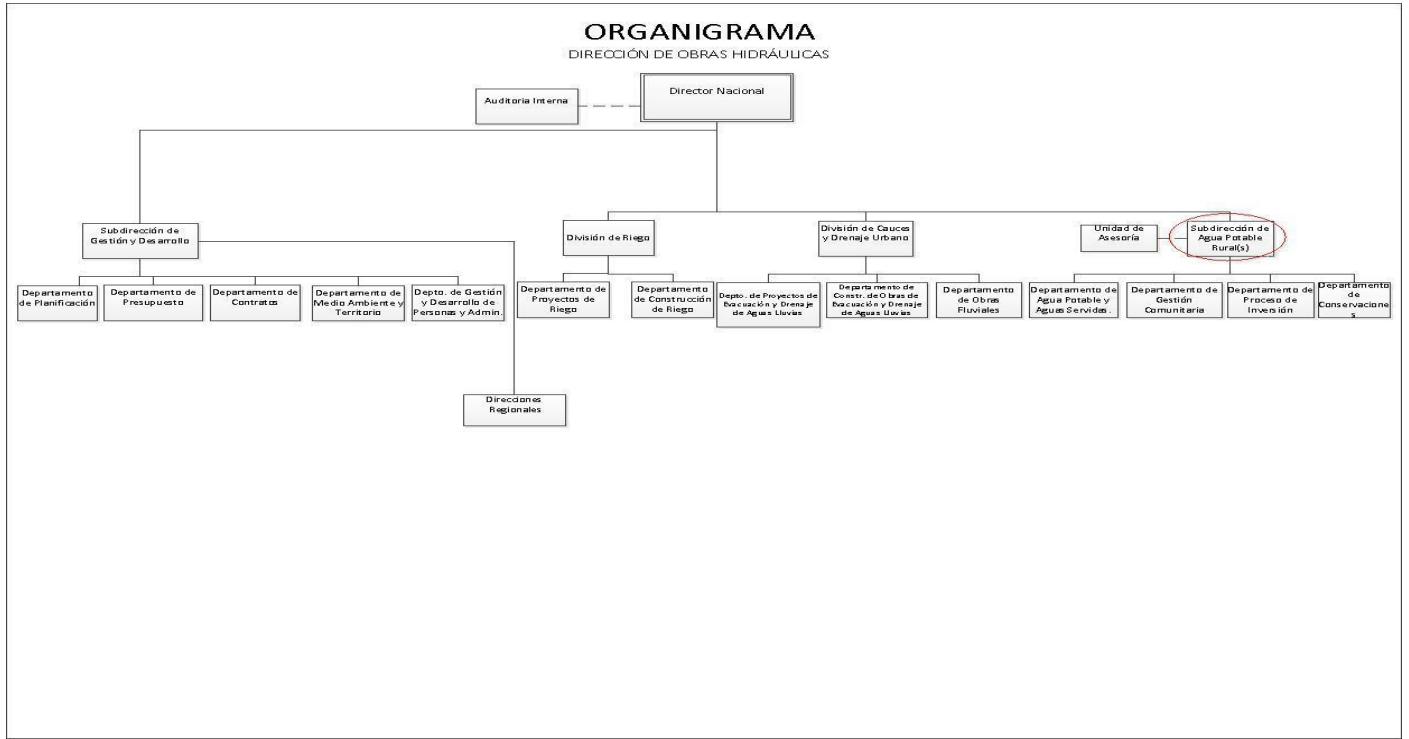 ORGANIGRAMA
DIRECCIÓN DE OBRAS HIDRÁULICAS
Director Nacional
Auditoria Interna
Subdirección de
Gestión y Desarrollo
División de Riego
División de Cauces
y Drenaje Urbano
Unidad de
Asesoría
Subdirección de
Agua Potable
Rural(s)
Departamento
de Planificación
Departamento de
Presupuesto
Departamento de
Contratos
Departamento de
Medio Ambiente y
Territorio
Depto. de Gestión
y Desarrollo de
Personas y Admin.
Departamento de
Proyectos de
Riego
Departamento
de Construcción
de Riego
Depto. de Proyectos de
Evacuación y Drenaje
de Aguas Lluvias
Departamento de
Constr. de Obras de
Evacuación y Drenaje
de Aguas Lluvias
Departamento
de Obras
Fluviales
Departamento de
Agua Potable y
Aguas Servidas.
Departamento de
Gestión
Comunitaria
Departamento de
Proceso de
Inversión
Departamento
de
Conservacione
s
Direcciones
Regionales